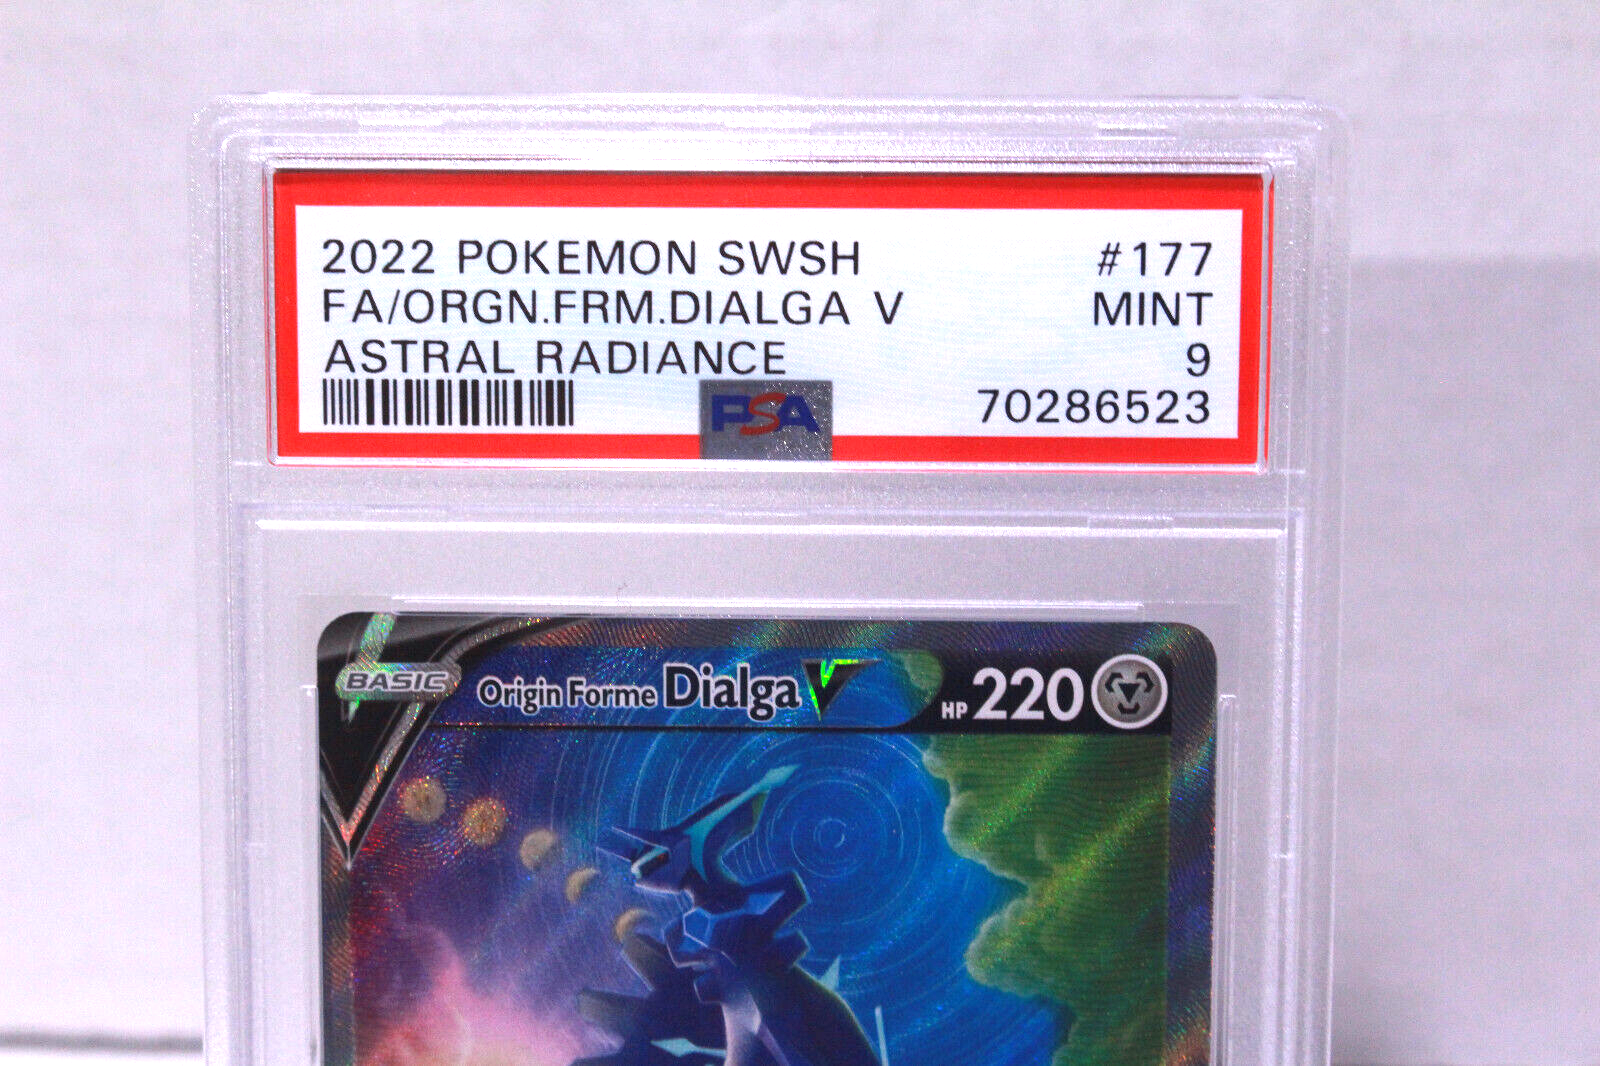 2022 POKEMON SWSH #177
FA/ORGN.FRM.DIALGA V MINT
ASTRAL RADIANCE 9
PSA 70286523
BASIC Origin Forme Dialga V HP 220